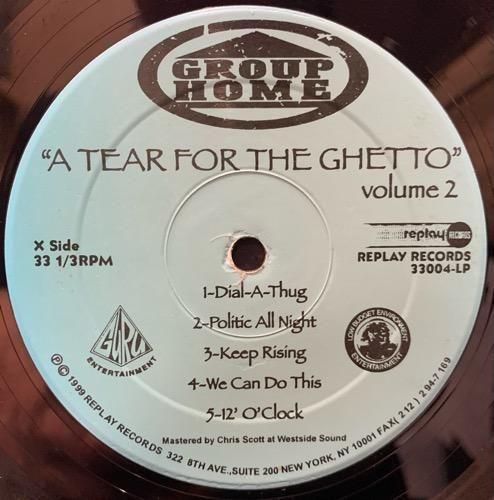 GROUP
HOME
"A TEAR FOR THE GHETTO"
volume 2
X Side
33 1/3RPM
replay RECORDS
REPLAY RECORDS
33004-LP
1-Dial-A-Thug
2-Politic All Night
3-Keep Rising
4-We Can Do This
5-12' O'Clock
GURU
ENTERTAINMENT
LOW BUDGET ENVIRONMENT
ENTERTAINMENT
Mastered by Chris Scott at Westside Sound
℗© 1999 REPLAY RECORDS 322 8TH AVE.,SUITE 200 NEW YORK, NY 10001 FAX( 212 ) 2.94-7 169